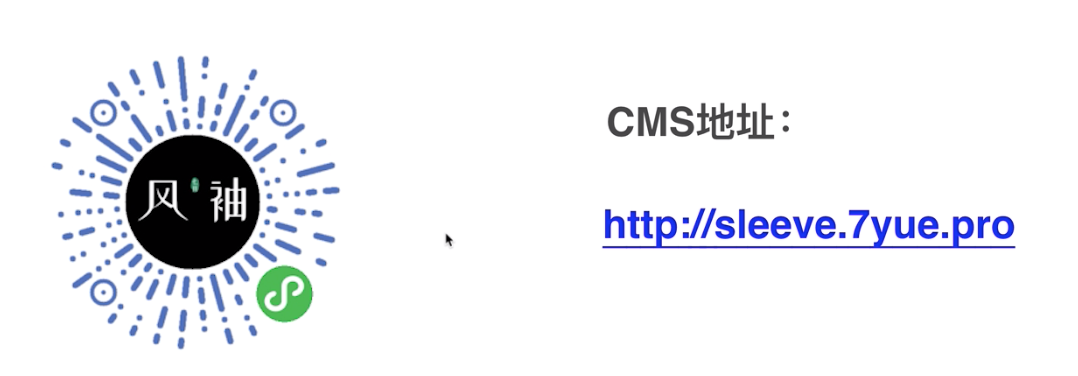 风袖
CMS地址：
http://sleeve.7yue.pro